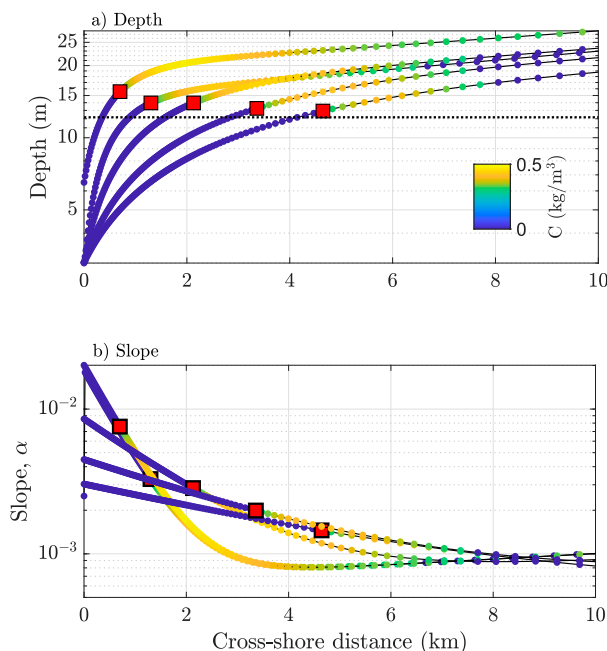 a) Depth
25
20
15
10
5
Depth (m)
0.5
0
C (kg/m³)
0 2 4 6 8 10
b) Slope
10⁻²
10⁻³
Slope, α
0 2 4 6 8 10
Cross-shore distance (km)